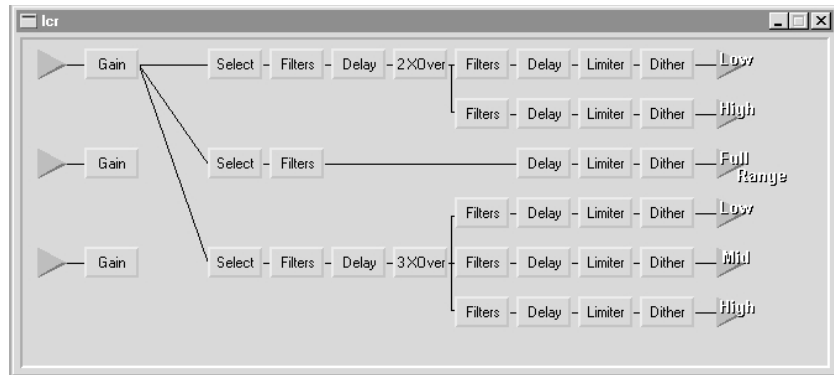 lcr
Gain Select Filters Delay 2XOver Filters Delay Limiter Dither Low
Filters Delay Limiter Dither High
Gain Select Filters Delay Limiter Dither Full
Range
Filters Delay Limiter Dither Low
Gain Select Filters Delay 3XOver Filters Delay Limiter Dither Mid
Filters Delay Limiter Dither High